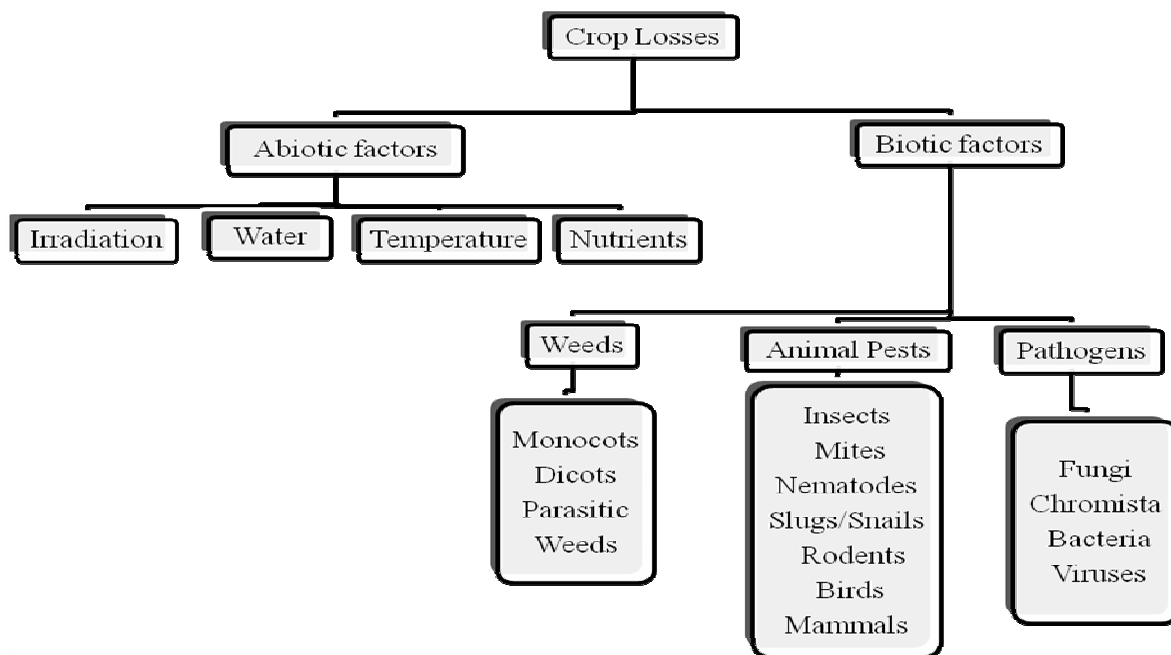 Crop Losses
Abiotic factors
Biotic factors
Irradiation
Water
Temperature
Nutrients
Weeds
Animal Pests
Pathogens
Monocots
Dicots
Parasitic
Weeds
Insects
Mites
Nematodes
Slugs/Snails
Rodents
Birds
Mammals
Fungi
Chromista
Bacteria
Viruses